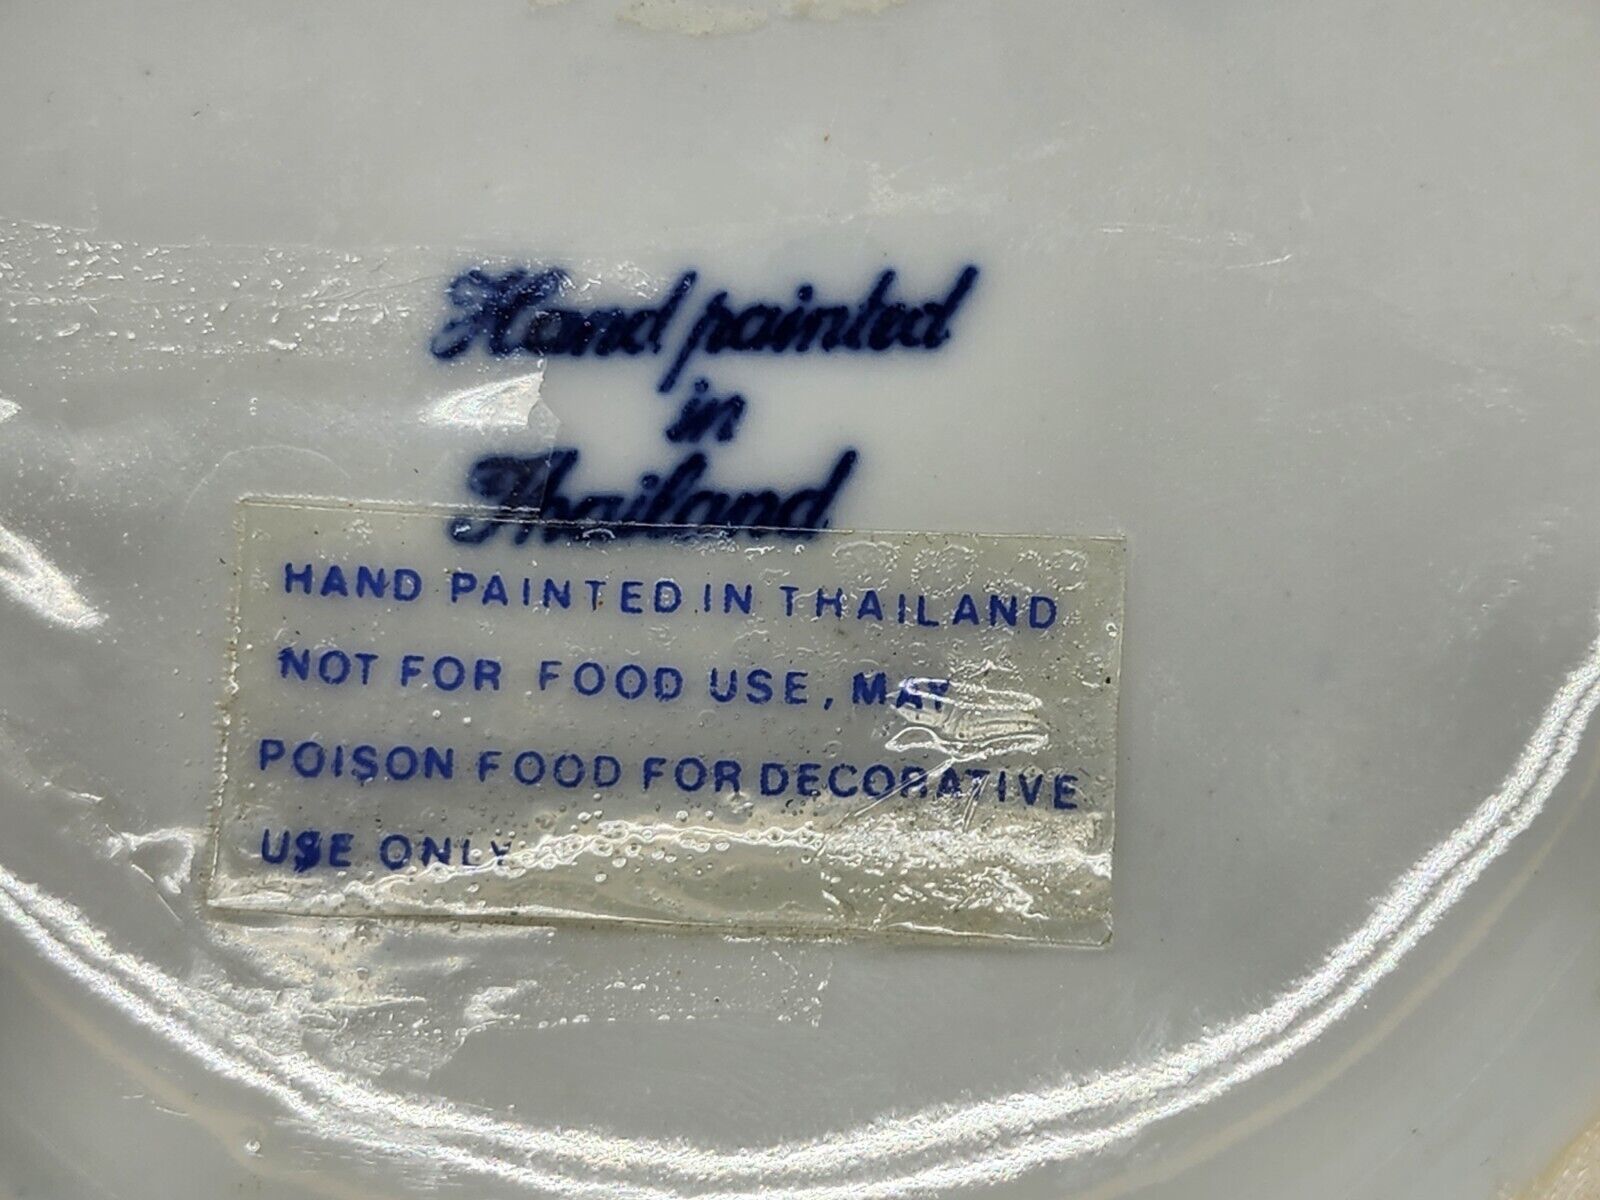 Hand painted
in
Thailand
HAND PAINTED IN THAILAND
NOT FOR FOOD USE, MAY
POISON FOOD FOR DECORATIVE
USE ONLY